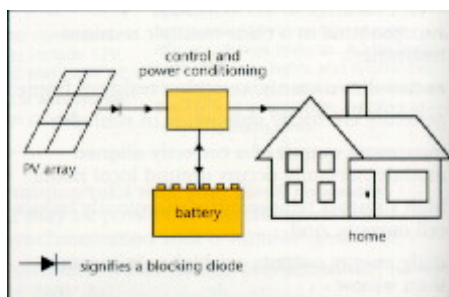 control and
power conditioning
PV array
battery
home
signifies a blocking diode